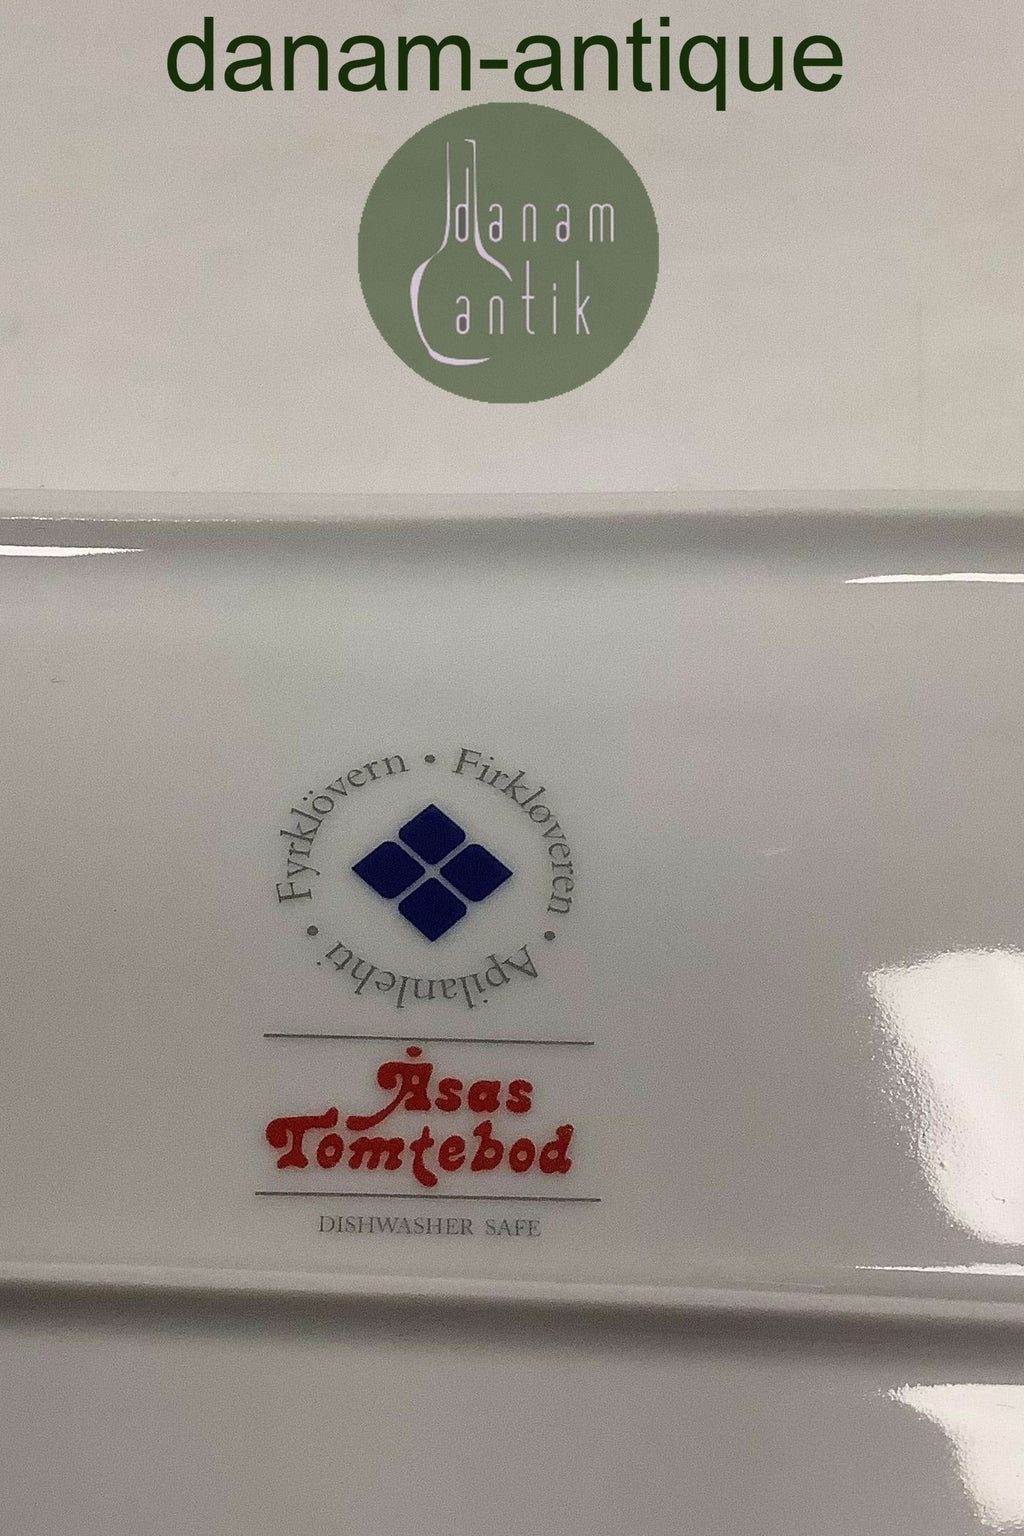 danam-antique
danam
antik
Fyrklövern • Firkløveren • Apilanlehti •
Åsas
Tomtebod
DISHWASHER SAFE